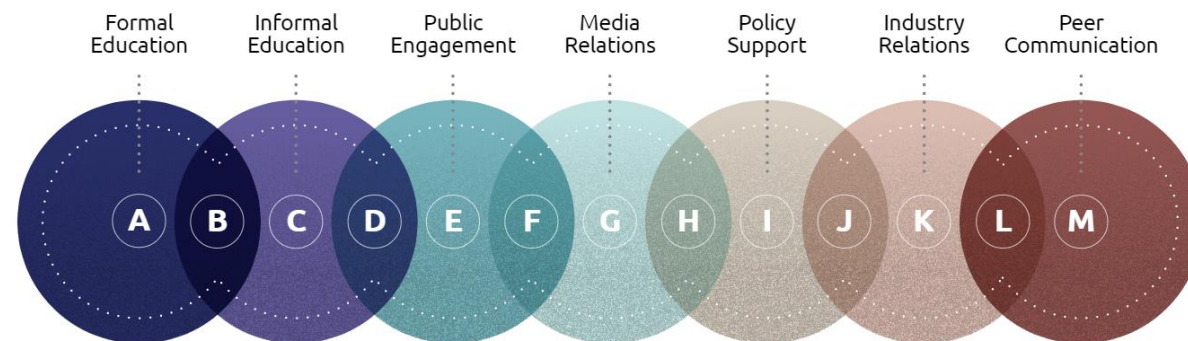 Formal
Education
Informal
Education
Public
Engagement
Media
Relations
Policy
Support
Industry
Relations
Peer
Communication
A B C D E F G H I J K L M